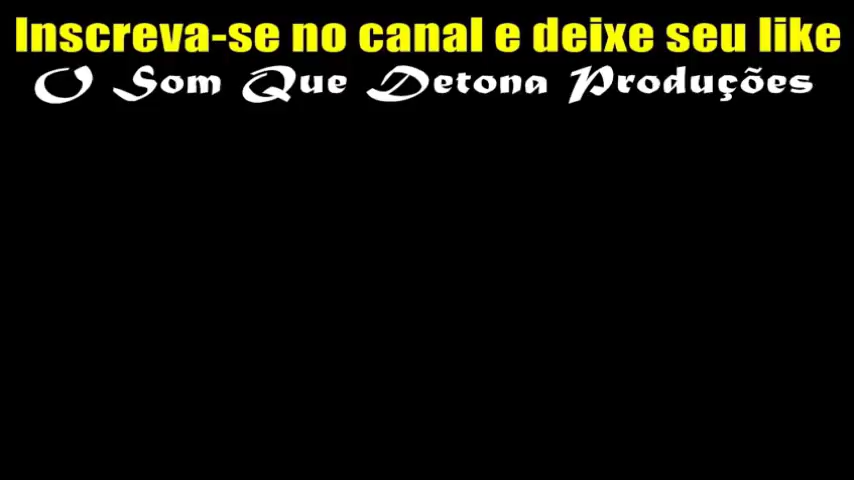 Inscreva-se no canal e deixe seu like
O Som Que Detona Produções